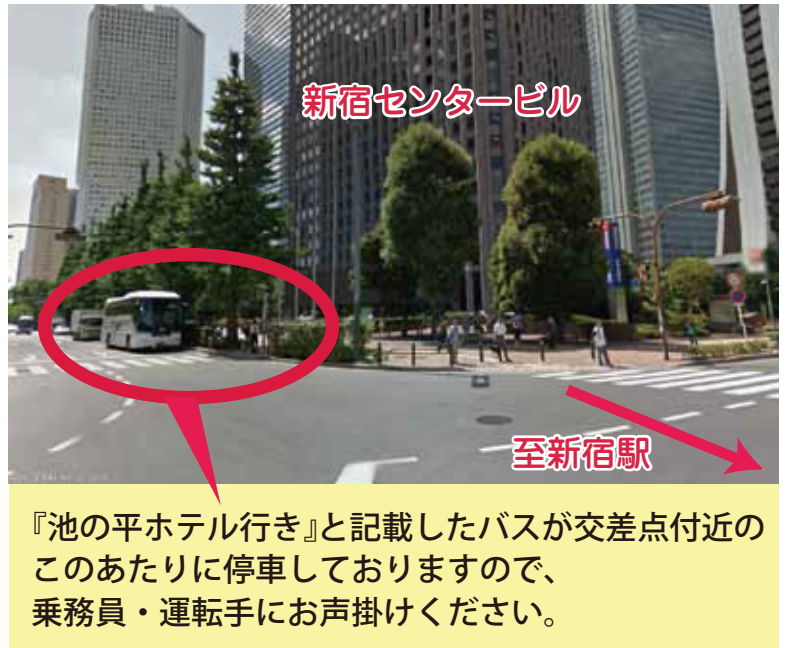 新宿センタービル
至新宿駅
『池の平ホテル行き』と記載したバスが交差点付近の
このあたりに停車しておりますので、
乗務員・運転手にお声掛けください。